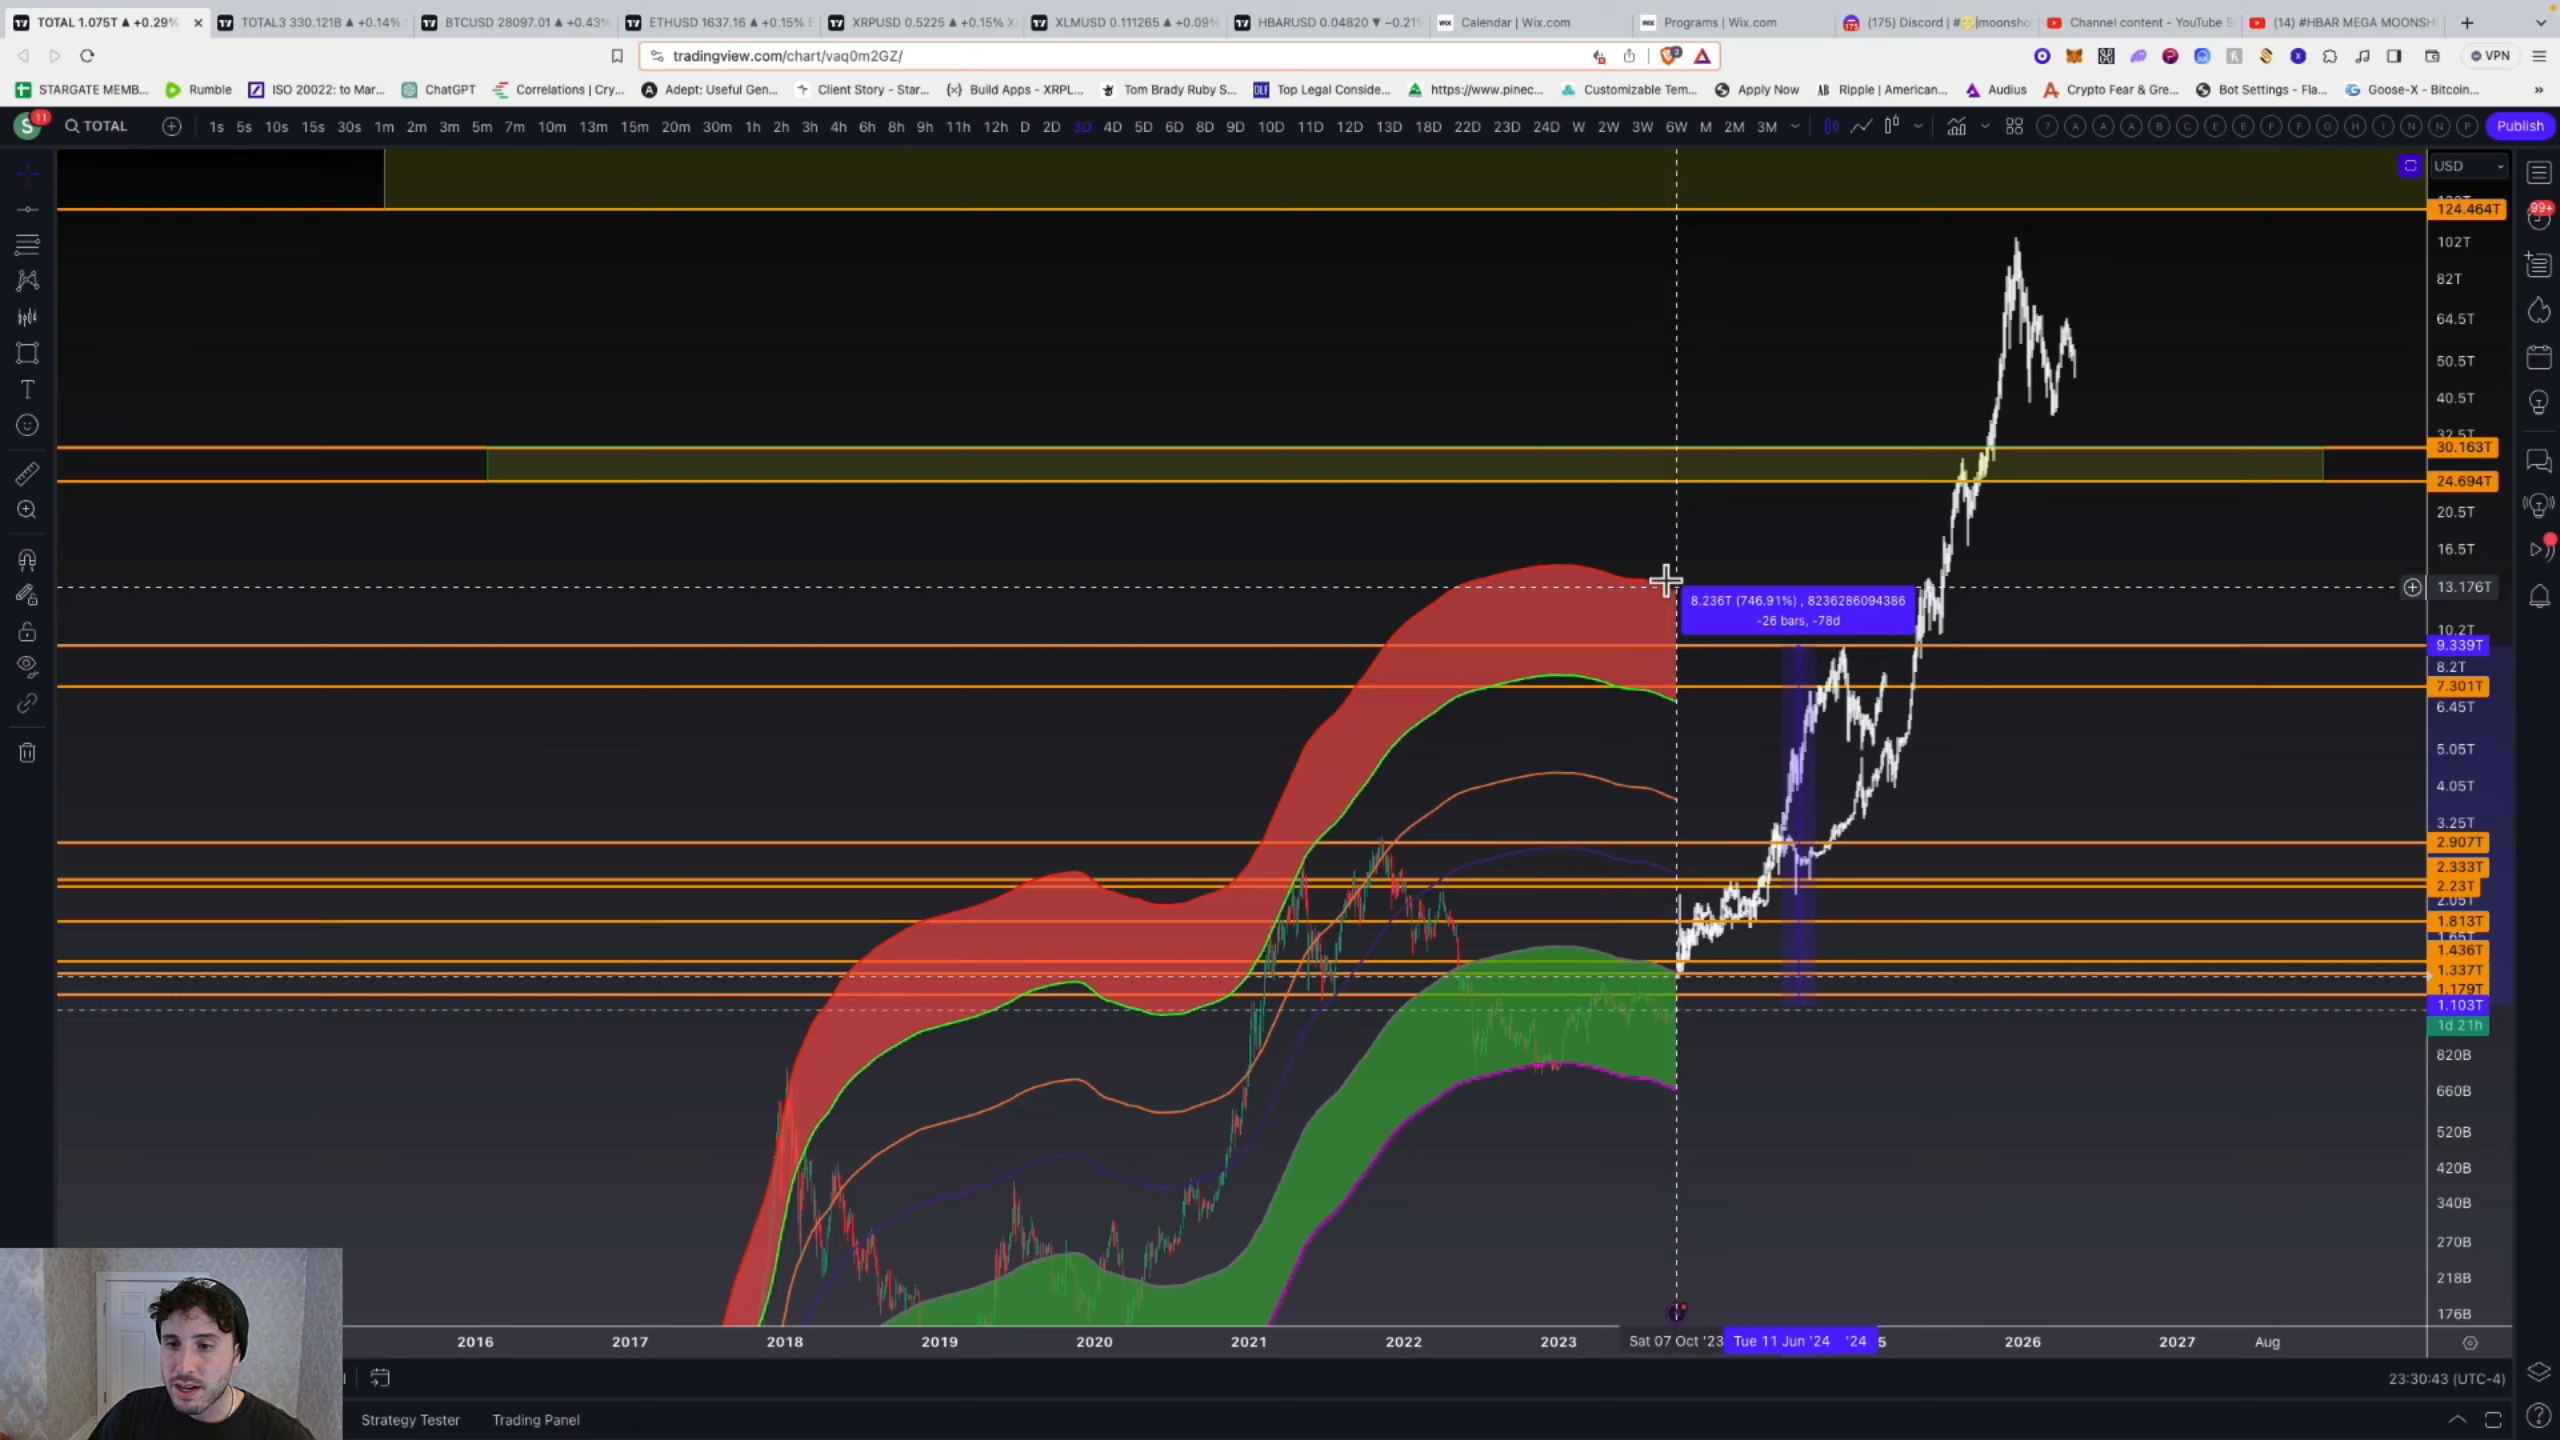 TOTAL 1.075T ▲ +0.29%
TOTAL3 330.121B ▲ +0.14%
BTCUSD 28097.01 ▲ +0.43%
ETHUSD 1637.16 ▲ +0.15%
XRPUSD 0.5225 ▲ +0.15%
XLMUSD 0.111265 ▲ +0.09%
HBARUSD 0.04820 ▼ −0.21%
Calendar | Wix.com
Programs | Wix.com
(175) Discord | #🌝|moonsho
Channel content - YouTube S
(14) #HBAR MEGA MOONSH
tradingview.com/chart/vaq0m2GZ/
2
VPN
STARGATE MEMB...
Rumble
ISO 20022: to Mar...
ChatGPT
Correlations | Cry...
Adept: Useful Gen...
Client Story - Star...
Build Apps - XRPL...
Tom Brady Ruby S...
Top Legal Conside...
https://www.pinec...
Customizable Tem...
Apply Now
Ripple | American...
Audius
Crypto Fear & Gre...
Bot Settings - Fla...
Goose-X - Bitcoin...
S 11 TOTAL
1s 5s 10s 15s 30s 1m 2m 3m 5m 7m 10m 13m 15m 20m 30m 1h 2h 3h 4h 6h 8h 9h 11h 12h D 2D 3D 4D 5D 6D 8D 9D 10D 11D 12D 13D 18D 22D 23D 24D W 2W 3W 6W M 2M 3M
7 A A A B C E E F F G H I N N P
Publish
USD
99+
124.464T
102T
82T
64.5T
50.5T
40.5T
32.5T
30.163T
24.694T
20.5T
16.5T
13.176T
10.2T
9.339T
8.2T
7.301T
6.45T
5.05T
4.05T
3.25T
2.907T
2.333T
2.23T
2.05T
1.813T
1.65T
1.436T
1.337T
1.179T
1.103T
1d 21h
820B
660B
520B
420B
340B
270B
218B
176B
8.236T (746.91%) , 8236286094386
-26 bars, -78d
2016 2017 2018 2019 2020 2021 2022 2023 Sat 07 Oct '23 Tue 11 Jun '24 '24 5 2026 2027 Aug
23:30:43 (UTC-4)
Strategy Tester
Trading Panel